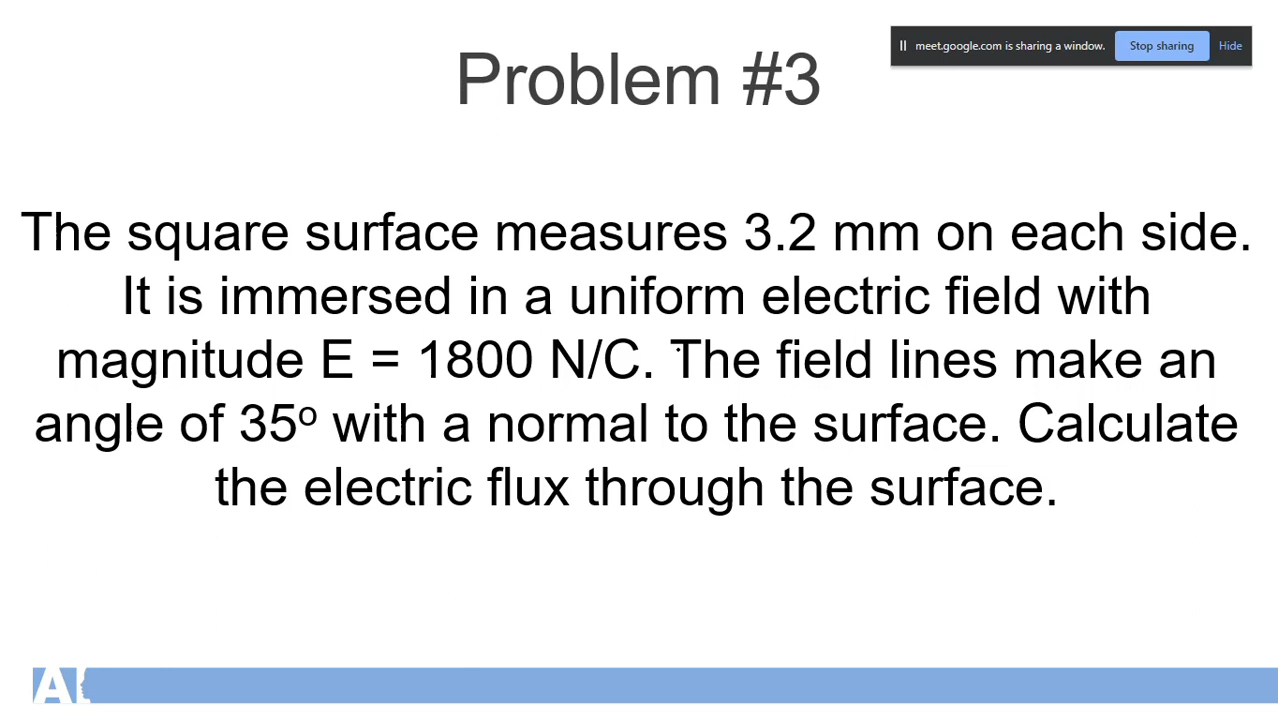 meet.google.com is sharing a window. Stop sharing Hide
Problem #3
The square surface measures 3.2 mm on each side.
It is immersed in a uniform electric field with
magnitude E = 1800 N/C. The field lines make an
angle of 35º with a normal to the surface. Calculate
the electric flux through the surface.
A